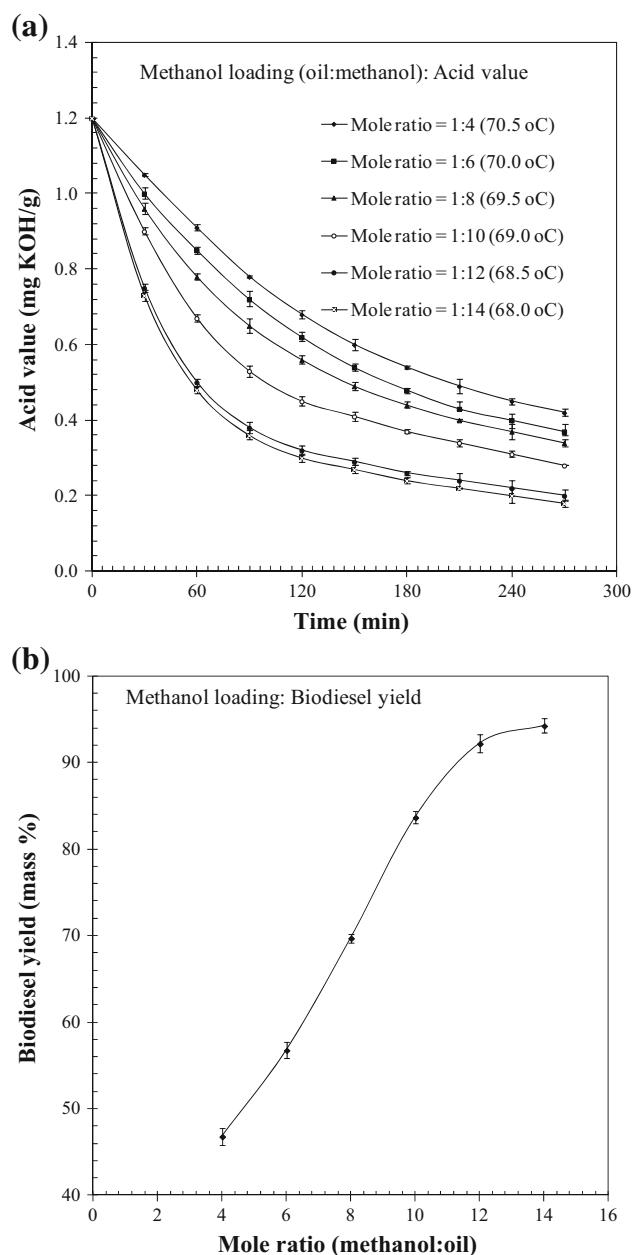 (a)
1.4
Methanol loading (oil:methanol): Acid value
1.2
Mole ratio = 1:4 (70.5 oC)
Mole ratio = 1:6 (70.0 oC)
1.0
Mole ratio = 1:8 (69.5 oC)
Mole ratio = 1:10 (69.0 oC)
0.8
Mole ratio = 1:12 (68.5 oC)
Mole ratio = 1:14 (68.0 oC)
0.6
0.4
0.2
0.0
Acid value (mg KOH/g)
0 60 120 180 240 300
Time (min)
(b)
100
Methanol loading: Biodiesel yield
90
80
70
60
50
40
Biodiesel yield (mass %)
0 2 4 6 8 10 12 14 16
Mole ratio (methanol:oil)